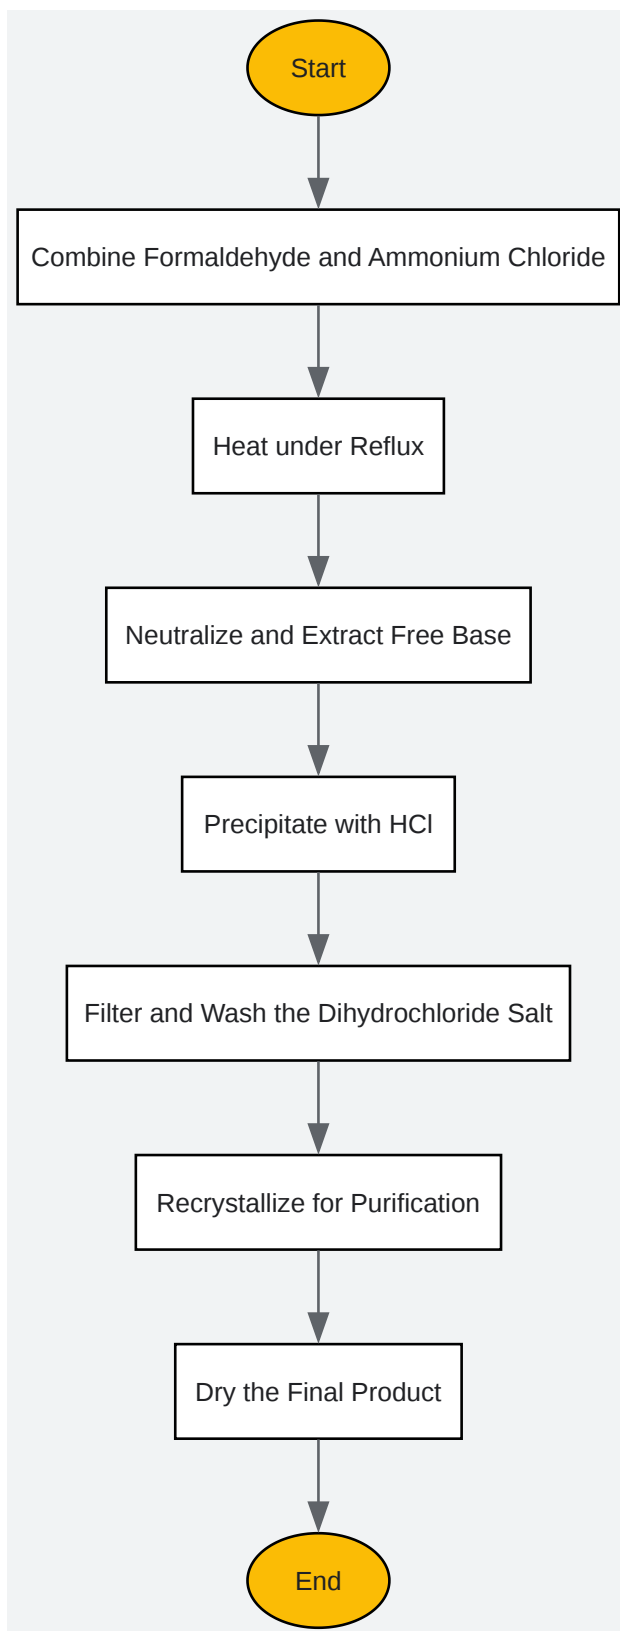 Start
Combine Formaldehyde and Ammonium Chloride
Heat under Reflux
Neutralize and Extract Free Base
Precipitate with HCl
Filter and Wash the Dihydrochloride Salt
Recrystallize for Purification
Dry the Final Product
End